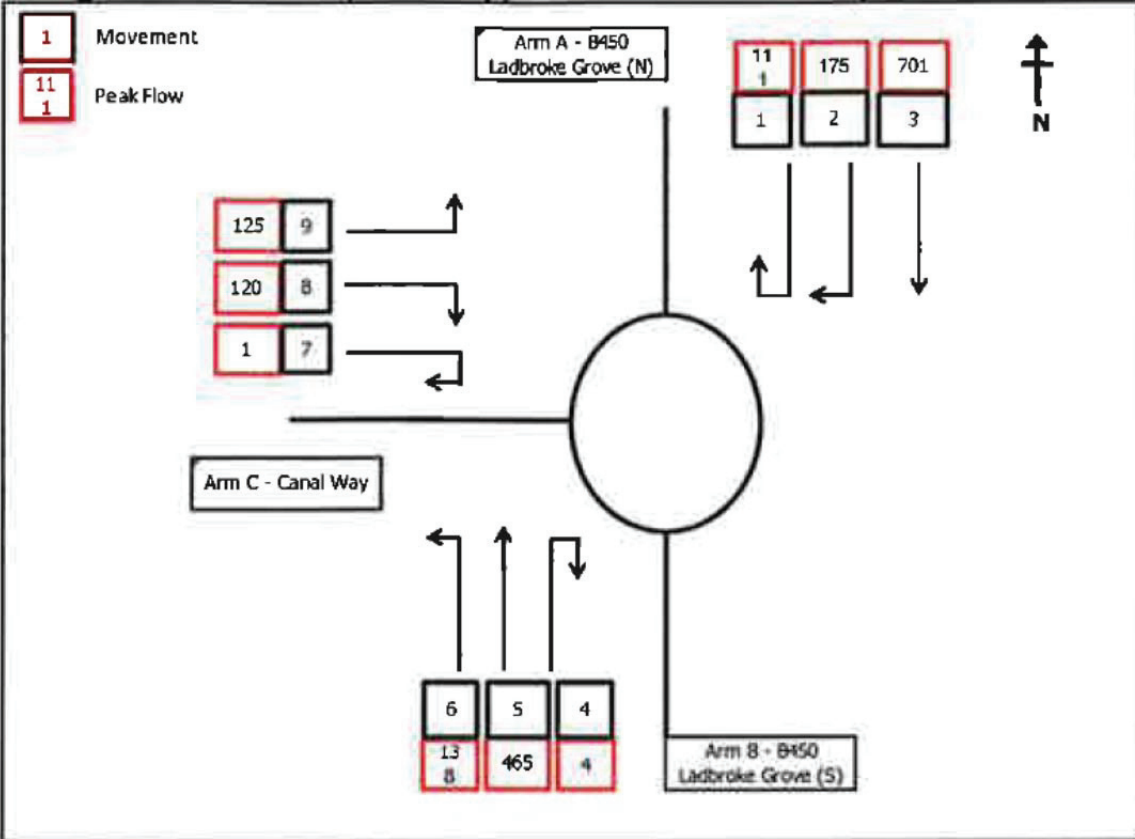 1 Movement
11
1 Peak Flow
Arm A - B450
Ladbroke Grove (N)
11
1 175 701
1 2 3
N
125 9
120 8
1 7
Arm C - Canal Way
6 5 4
13
8 465 4
Arm B - B450
Ladbroke Grove (S)